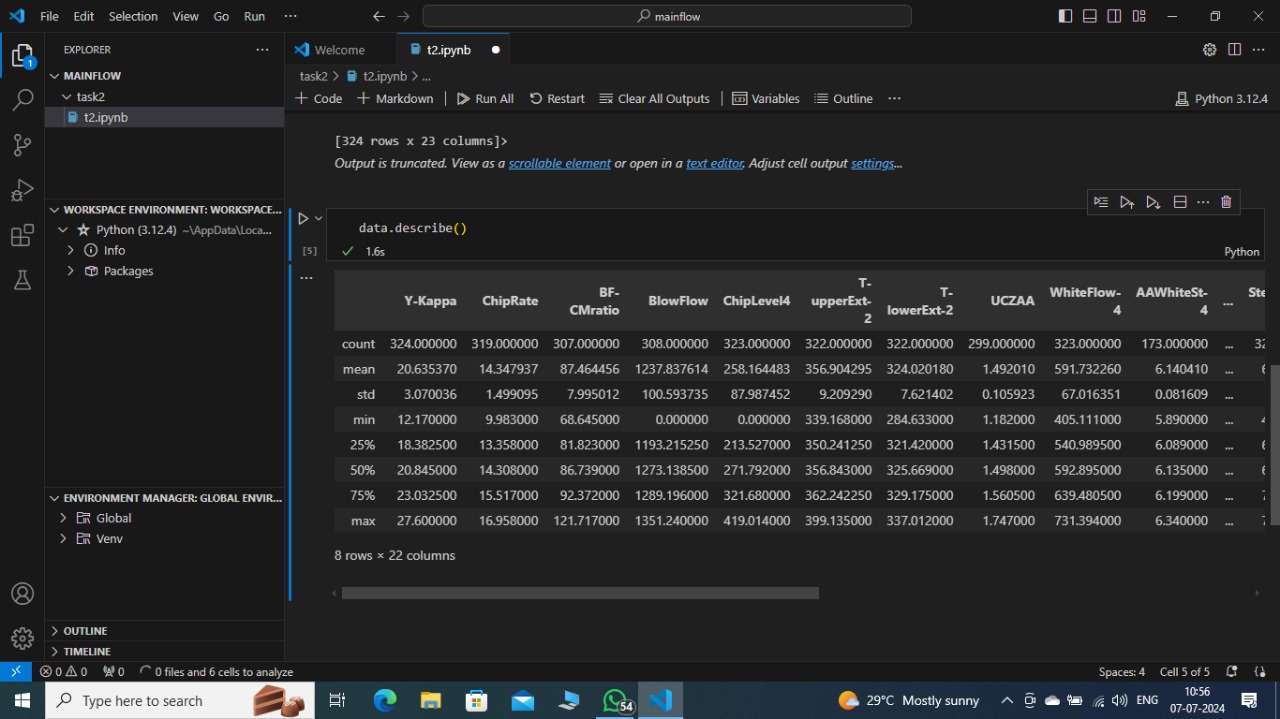 File Edit Selection View Go Run ··· mainflow
EXPLORER ···
MAINFLOW
task2
t2.ipynb
WORKSPACE ENVIRONMENT: WORKSPACE...
Python (3.12.4) ~\AppData\Loca...
Info
Packages
ENVIRONMENT MANAGER: GLOBAL ENVIR...
Global
Venv
OUTLINE
TIMELINE
Welcome t2.ipynb
task2 > t2.ipynb > ...
+ Code + Markdown Run All Restart Clear All Outputs Variables Outline ··· Python 3.12.4
[324 rows x 23 columns]>
Output is truncated. View as a scrollable element or open in a text editor. Adjust cell output settings...
data.describe()
[5] 1.6s Python
Y-Kappa ChipRate BF-CMratio BlowFlow ChipLevel4 T-upperExt-2 T-lowerExt-2 UCZAA WhiteFlow-4 AAWhiteSt-4 ... Ste
count 324.000000 319.000000 307.000000 308.000000 323.000000 322.000000 322.000000 299.000000 323.000000 173.000000 ... 32
mean 20.635370 14.347937 87.464456 1237.837614 258.164483 356.904295 324.020180 1.492010 591.732260 6.140410 ...
std 3.070036 1.499095 7.995012 100.593735 87.987452 9.209290 7.621402 0.105923 67.016351 0.081609 ...
min 12.170000 9.983000 68.645000 0.000000 0.000000 339.168000 284.633000 1.182000 405.111000 5.890000 ...
25% 18.382500 13.358000 81.823000 1193.215250 213.527000 350.241250 321.420000 1.431500 540.989500 6.089000 ...
50% 20.845000 14.308000 86.739000 1273.138500 271.792000 356.843000 325.669000 1.498000 592.895000 6.135000 ...
75% 23.032500 15.517000 92.372000 1289.196000 321.680000 362.242250 329.175000 1.560500 639.480500 6.199000 ...
max 27.600000 16.958000 121.717000 1351.240000 419.014000 399.135000 337.012000 1.747000 731.394000 6.340000 ...
8 rows × 22 columns
0 0 0 0 files and 6 cells to analyze Spaces: 4 Cell 5 of 5
Type here to search 54 29°C Mostly sunny ENG 10:56
07-07-2024